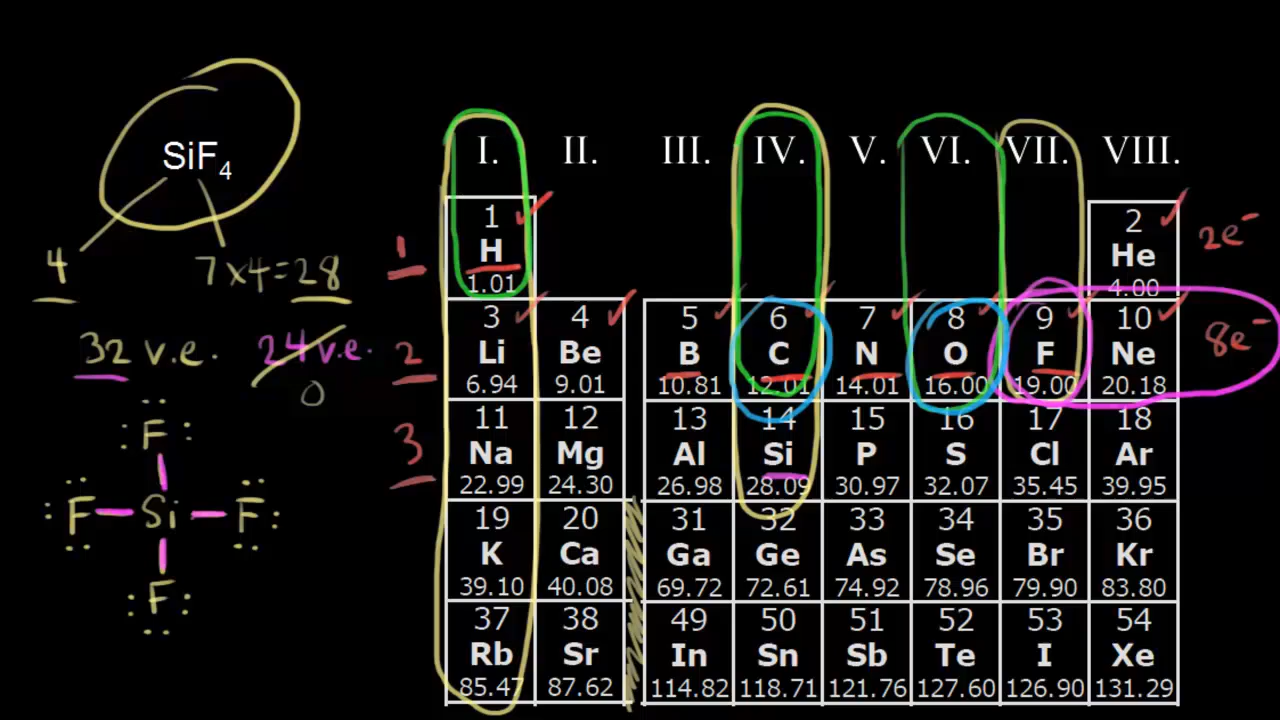 SiF4
4
7x4=28
32 v.e. 24 v.e.
0
F
F Si F
F
I. II. III. IV. V. VI. VII. VIII.
1
2
3
1 2
H He 2e-
1.01 4.00
3 4 5 6 7 8 9 10
Li Be B C N O F Ne 8e-
6.94 9.01 10.81 12.01 14.01 16.00 19.00 20.18
11 12 13 14 15 16 17 18
Na Mg Al Si P S Cl Ar
22.99 24.30 26.98 28.09 30.97 32.07 35.45 39.95
19 20 31 32 33 34 35 36
K Ca Ga Ge As Se Br Kr
39.10 40.08 69.72 72.61 74.92 78.96 79.90 83.80
37 38 49 50 51 52 53 54
Rb Sr In Sn Sb Te I Xe
85.47 87.62 114.82 118.71 121.76 127.60 126.90 131.29